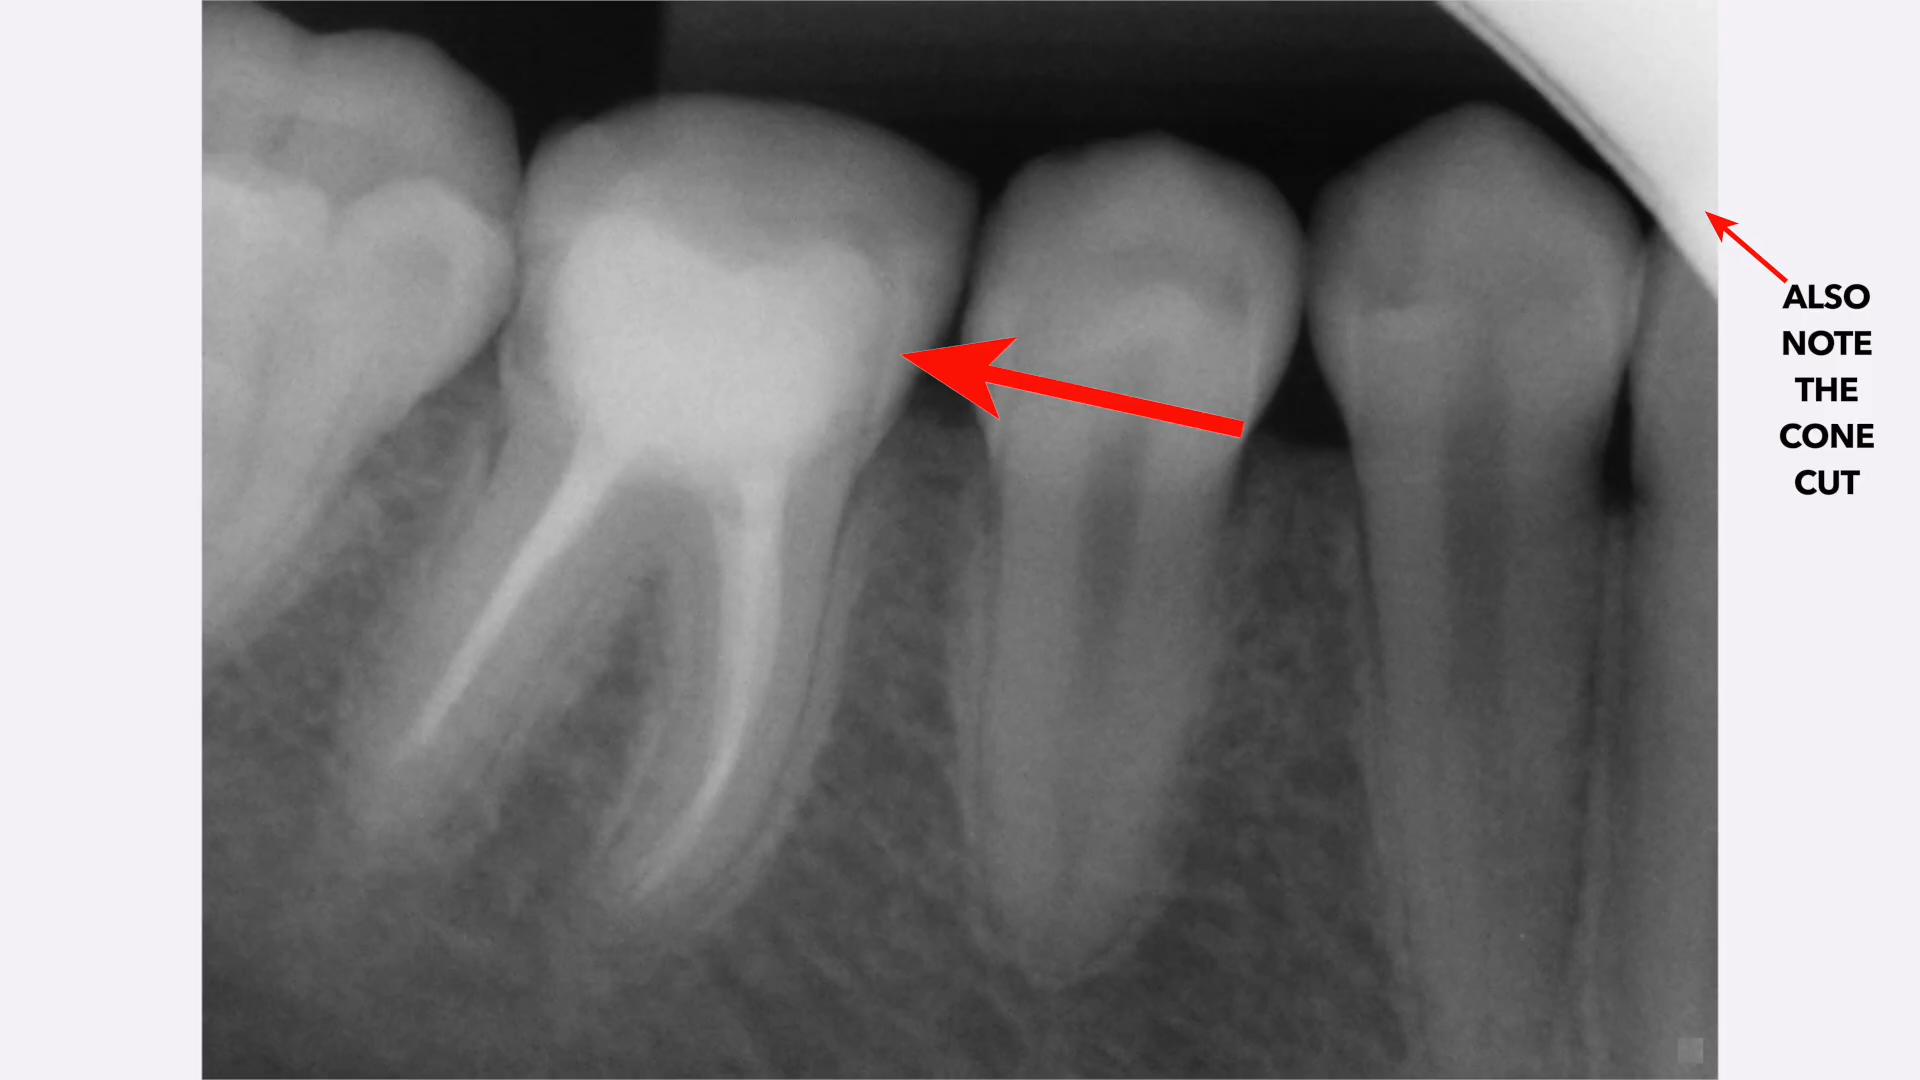 ALSO
NOTE
THE
CONE
CUT